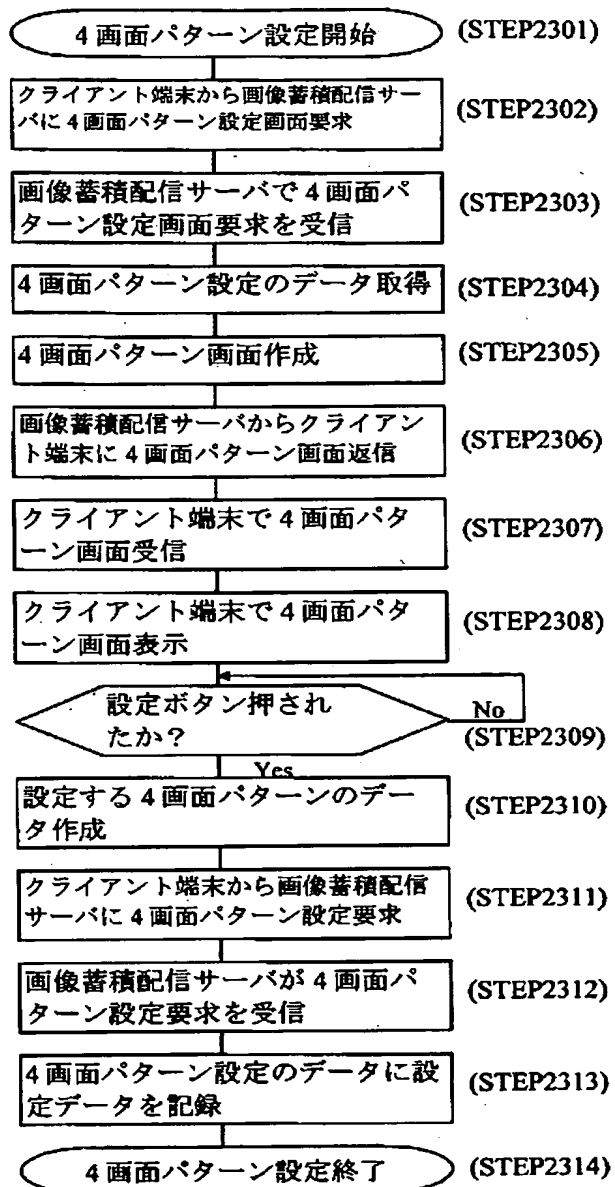 4画面パターン設定開始 (STEP2301)
クライアント端末から画像蓄積配信サー
バに4画面パターン設定画面要求 (STEP2302)
画像蓄積配信サーバで4画面パ
ターン設定画面要求を受信 (STEP2303)
4画面パターン設定のデータ取得 (STEP2304)
4画面パターン画面作成 (STEP2305)
画像蓄積配信サーバからクライアン
ト端末に4画面パターン画面返信 (STEP2306)
クライアント端末で4画面パタ
ーン画面受信 (STEP2307)
クライアント端末で4画面パタ
ーン画面表示 (STEP2308)
設定ボタン押され
たか? No
(STEP2309)
Yes
設定する4画面パターンのデー
タ作成 (STEP2310)
クライアント端末から画像蓄積配信
サーバに4画面パターン設定要求 (STEP2311)
画像蓄積配信サーバが4画面パ
ターン設定要求を受信 (STEP2312)
4画面パターン設定のデータに設
定データを記録 (STEP2313)
4画面パターン設定終了 (STEP2314)